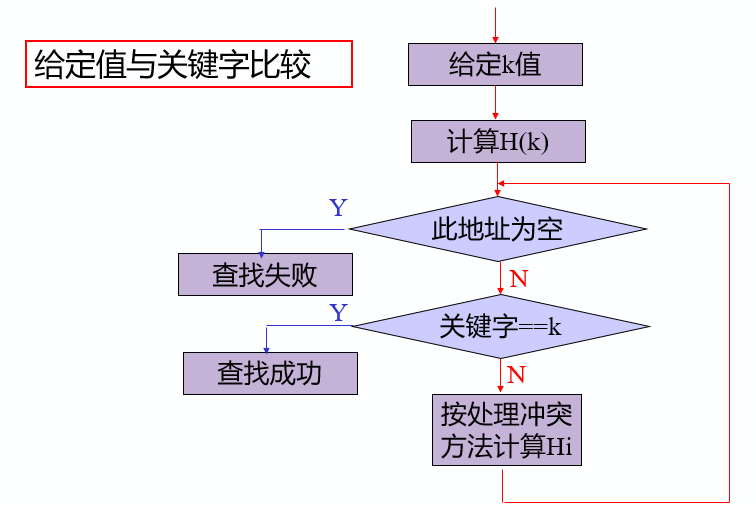 给定值与关键字比较
给定k值
计算H(k)
此地址为空
Y
N
查找失败
关键字==k
Y
N
查找成功
按处理冲突
方法计算Hi